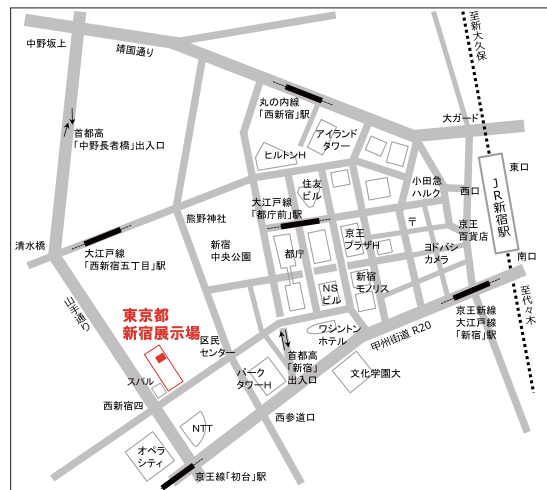 中野坂上
靖国通り
至新大久保
首都高
「中野長者橋」出入口
丸の内線
「西新宿」駅
大ガード
アイランド
タワー
ヒルトンH
東口
JR新宿駅
住友
ビル
小田急
ハルク
西口
大江戸線
「都庁前」駅
熊野神社
〒
京王
百貨店
清水橋
大江戸線
「西新宿五丁目」駅
新宿
中央公園
都庁
京王
プラザH
ヨドバシ
カメラ
南口
新宿
モノリス
NS
ビル
至代々木
山手通り
東京都
新宿展示場
区民
センター
ワシントン
ホテル
甲州街道 R20
京王新線
大江戸線
「新宿」駅
首都高
「新宿」
出入口
スバル
パーク
タワーH
文化学園大
西新宿四
西参道口
NTT
オペラ
シティ
京王線「初台」駅